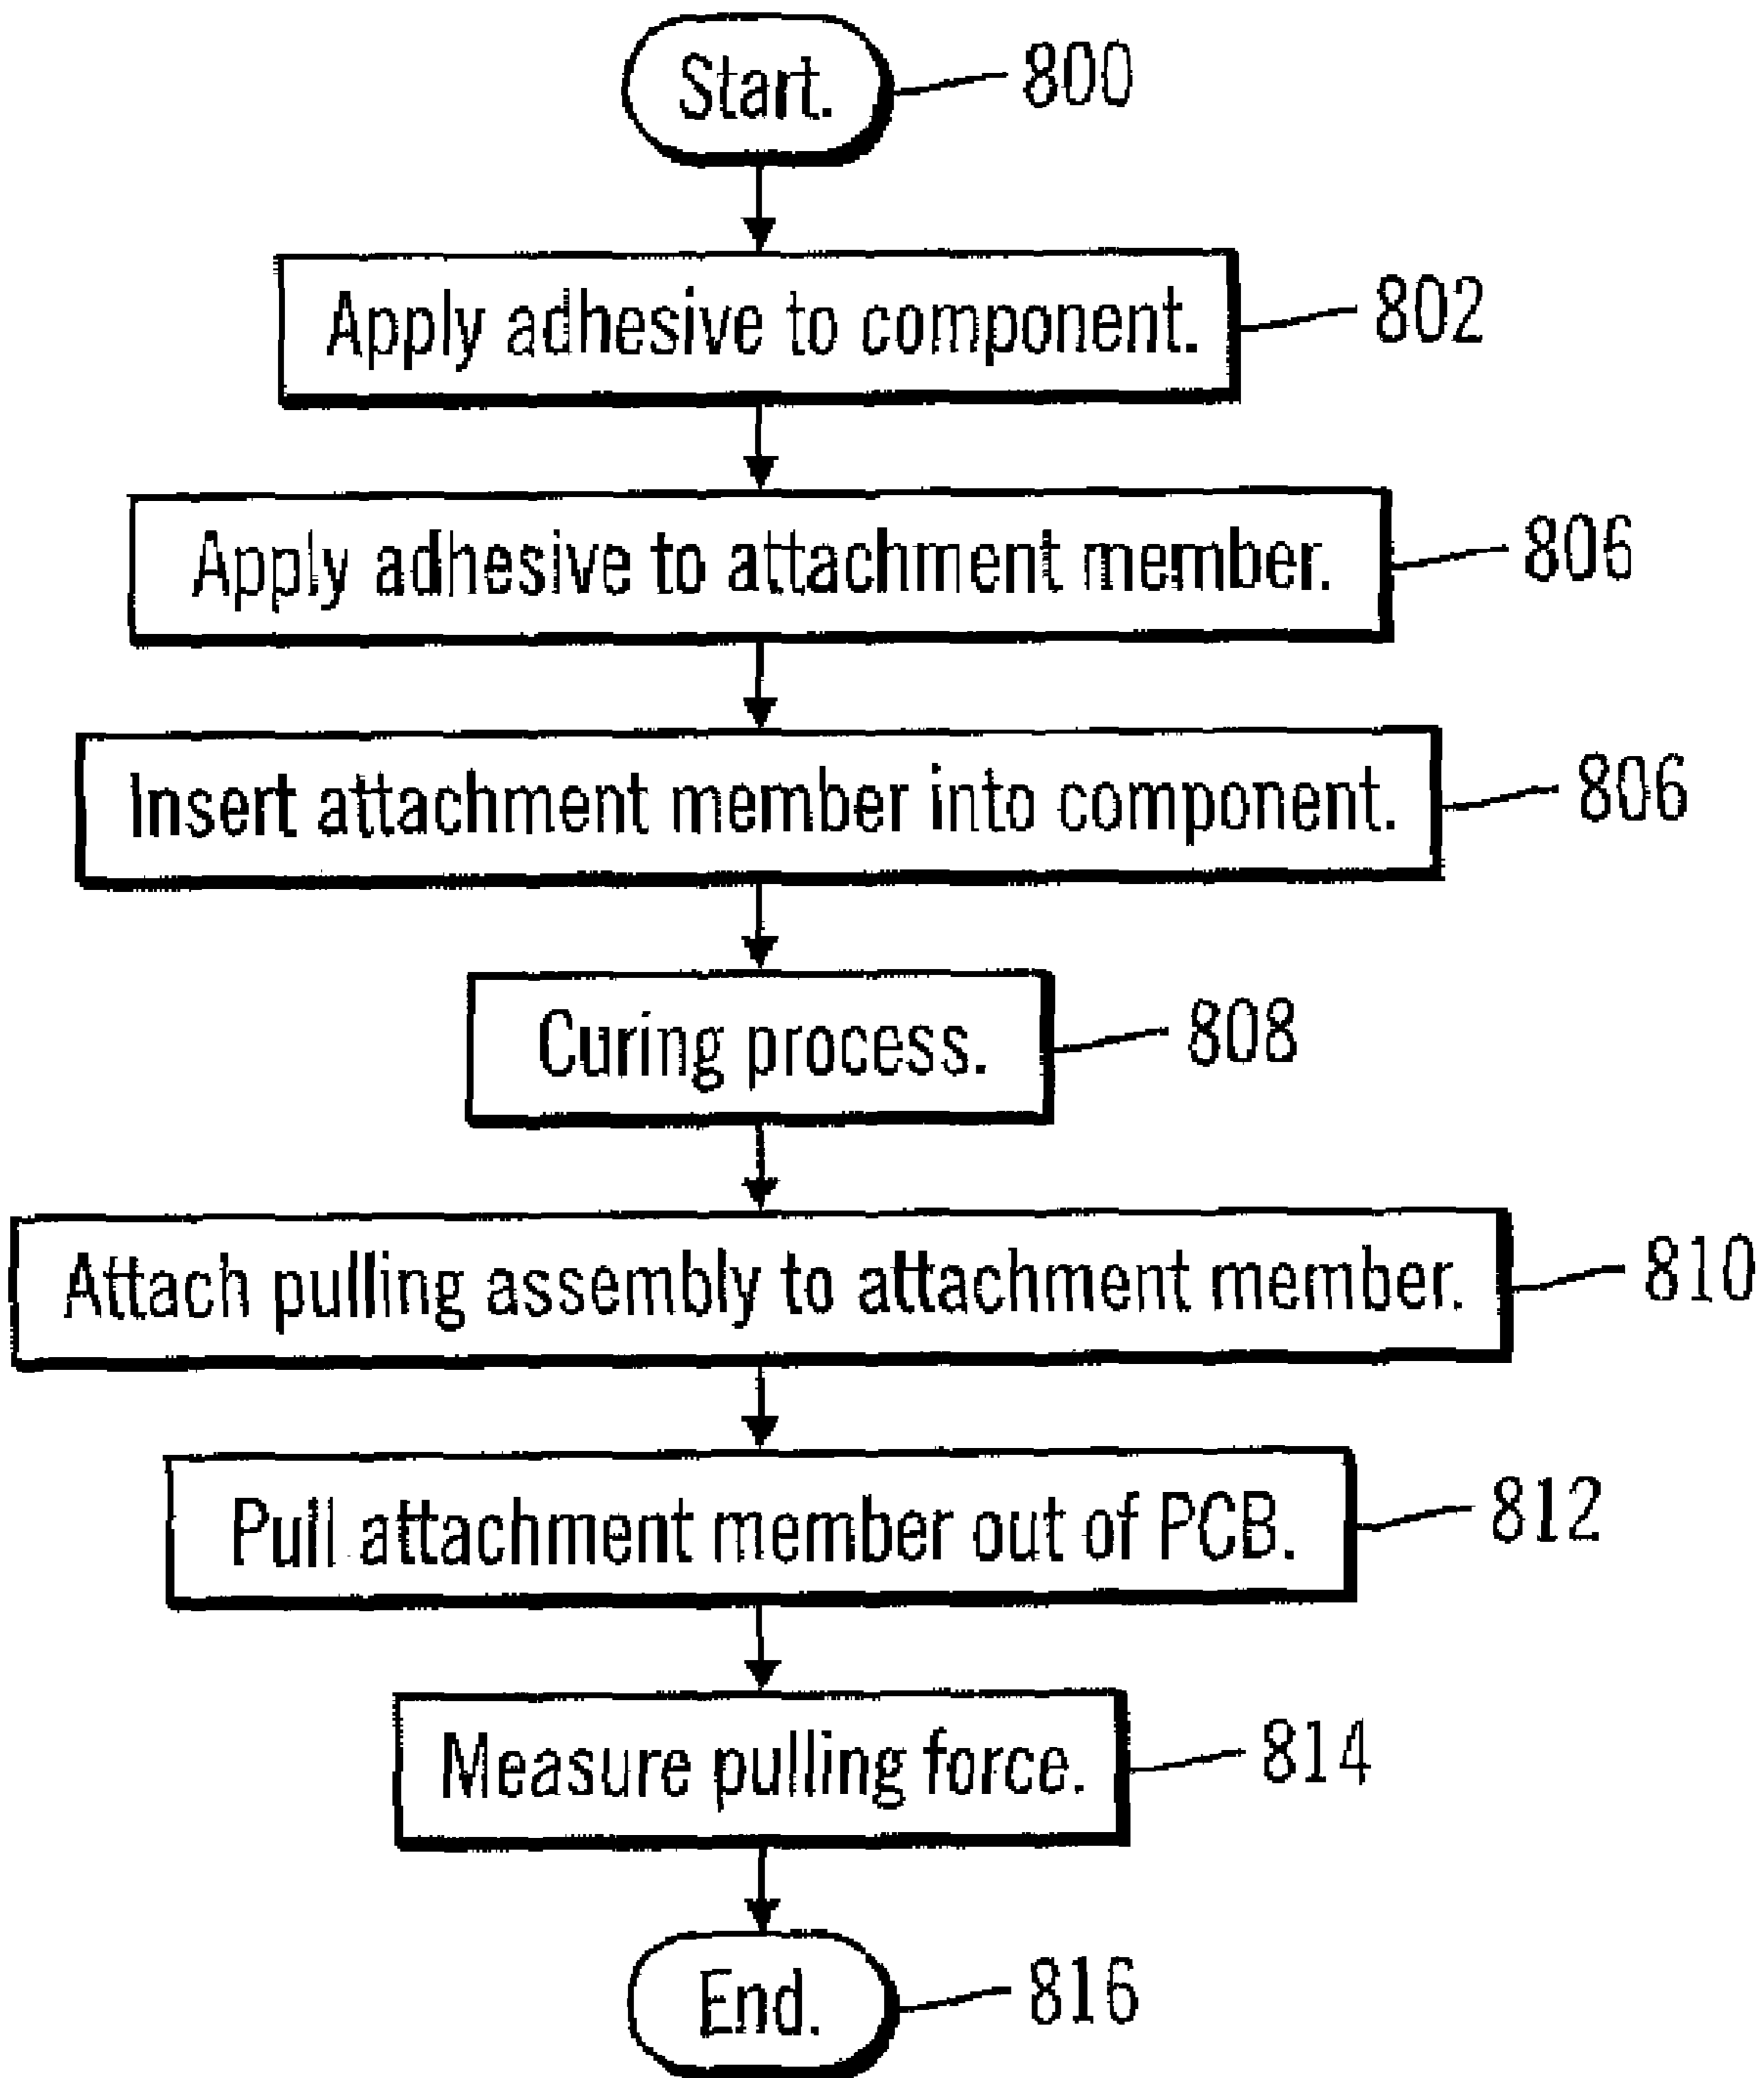 Start. 800
Apply adhesive to component. 802
Apply adhesive to attachment member. 806
Insert attachment member into component. 806
Curing process. 808
Attach pulling assembly to attachment member. 810
Pull attachment member out of PCB. 812
Measure pulling force. 814
End. 816